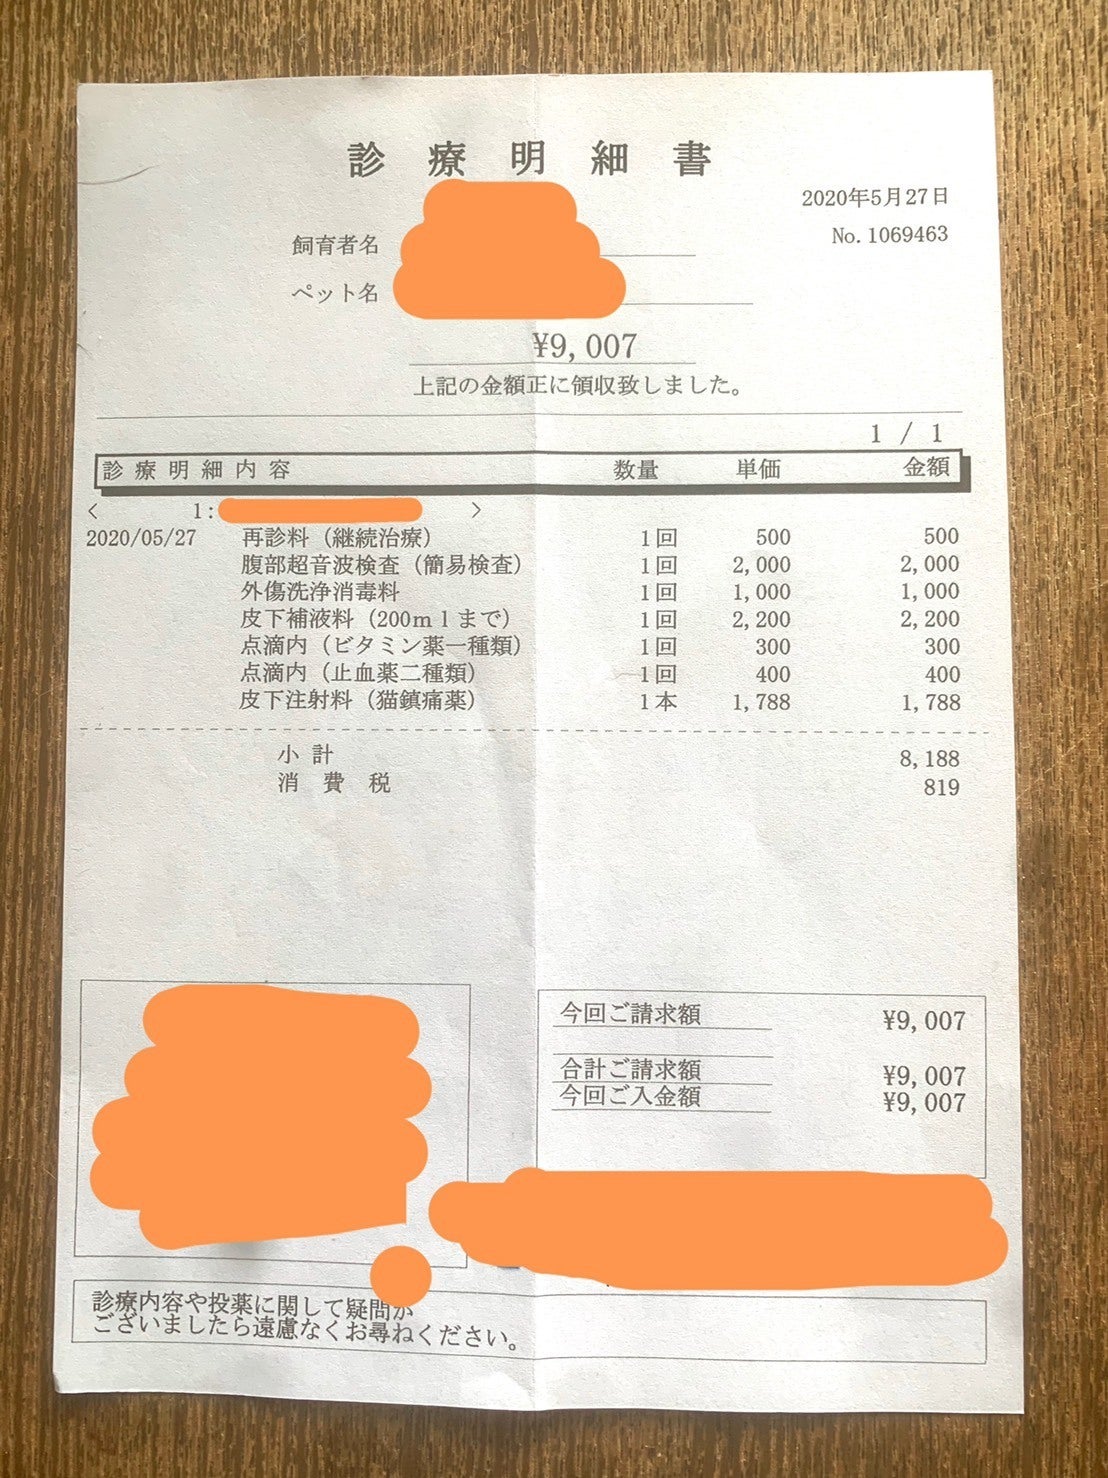 診療明細書
2020年5月27日
No.1069463
飼育者名
ペット名
¥9,007
上記の金額正に領収致しました。
1 / 1
診療明細内容 数量 単価 金額
< 1: >
2020/05/27 再診料(継続治療) 1回 500 500
腹部超音波検査(簡易検査) 1回 2,000 2,000
外傷洗浄消毒料 1回 1,000 1,000
皮下補液料(200mlまで) 1回 2,200 2,200
点滴内(ビタミン薬一種類) 1回 300 300
点滴内(止血薬二種類) 1回 400 400
皮下注射料(猫鎮痛薬) 1本 1,788 1,788
小計 8,188
消費税 819
今回ご請求額 ¥9,007
合計ご請求額 ¥9,007
今回ご入金額 ¥9,007
診療内容や投薬に関して疑問が
ございましたら遠慮なくお尋ねください。